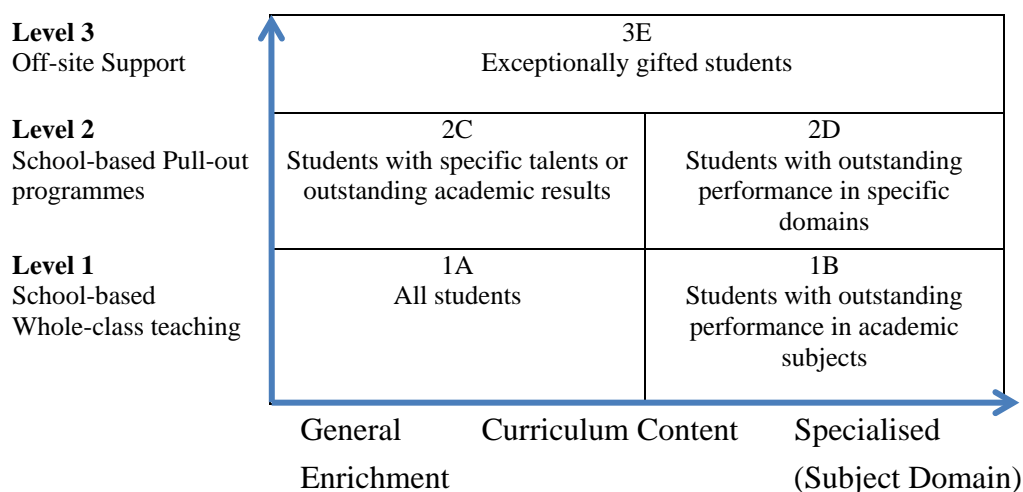 Level 3
Off-site Support
3E
Exceptionally gifted students
Level 2
School-based Pull-out
programmes
2C
Students with specific talents or
outstanding academic results
2D
Students with outstanding
performance in specific
domains
Level 1
School-based
Whole-class teaching
1A
All students
1B
Students with outstanding
performance in academic
subjects
General
Enrichment
Curriculum Content
Specialised
(Subject Domain)